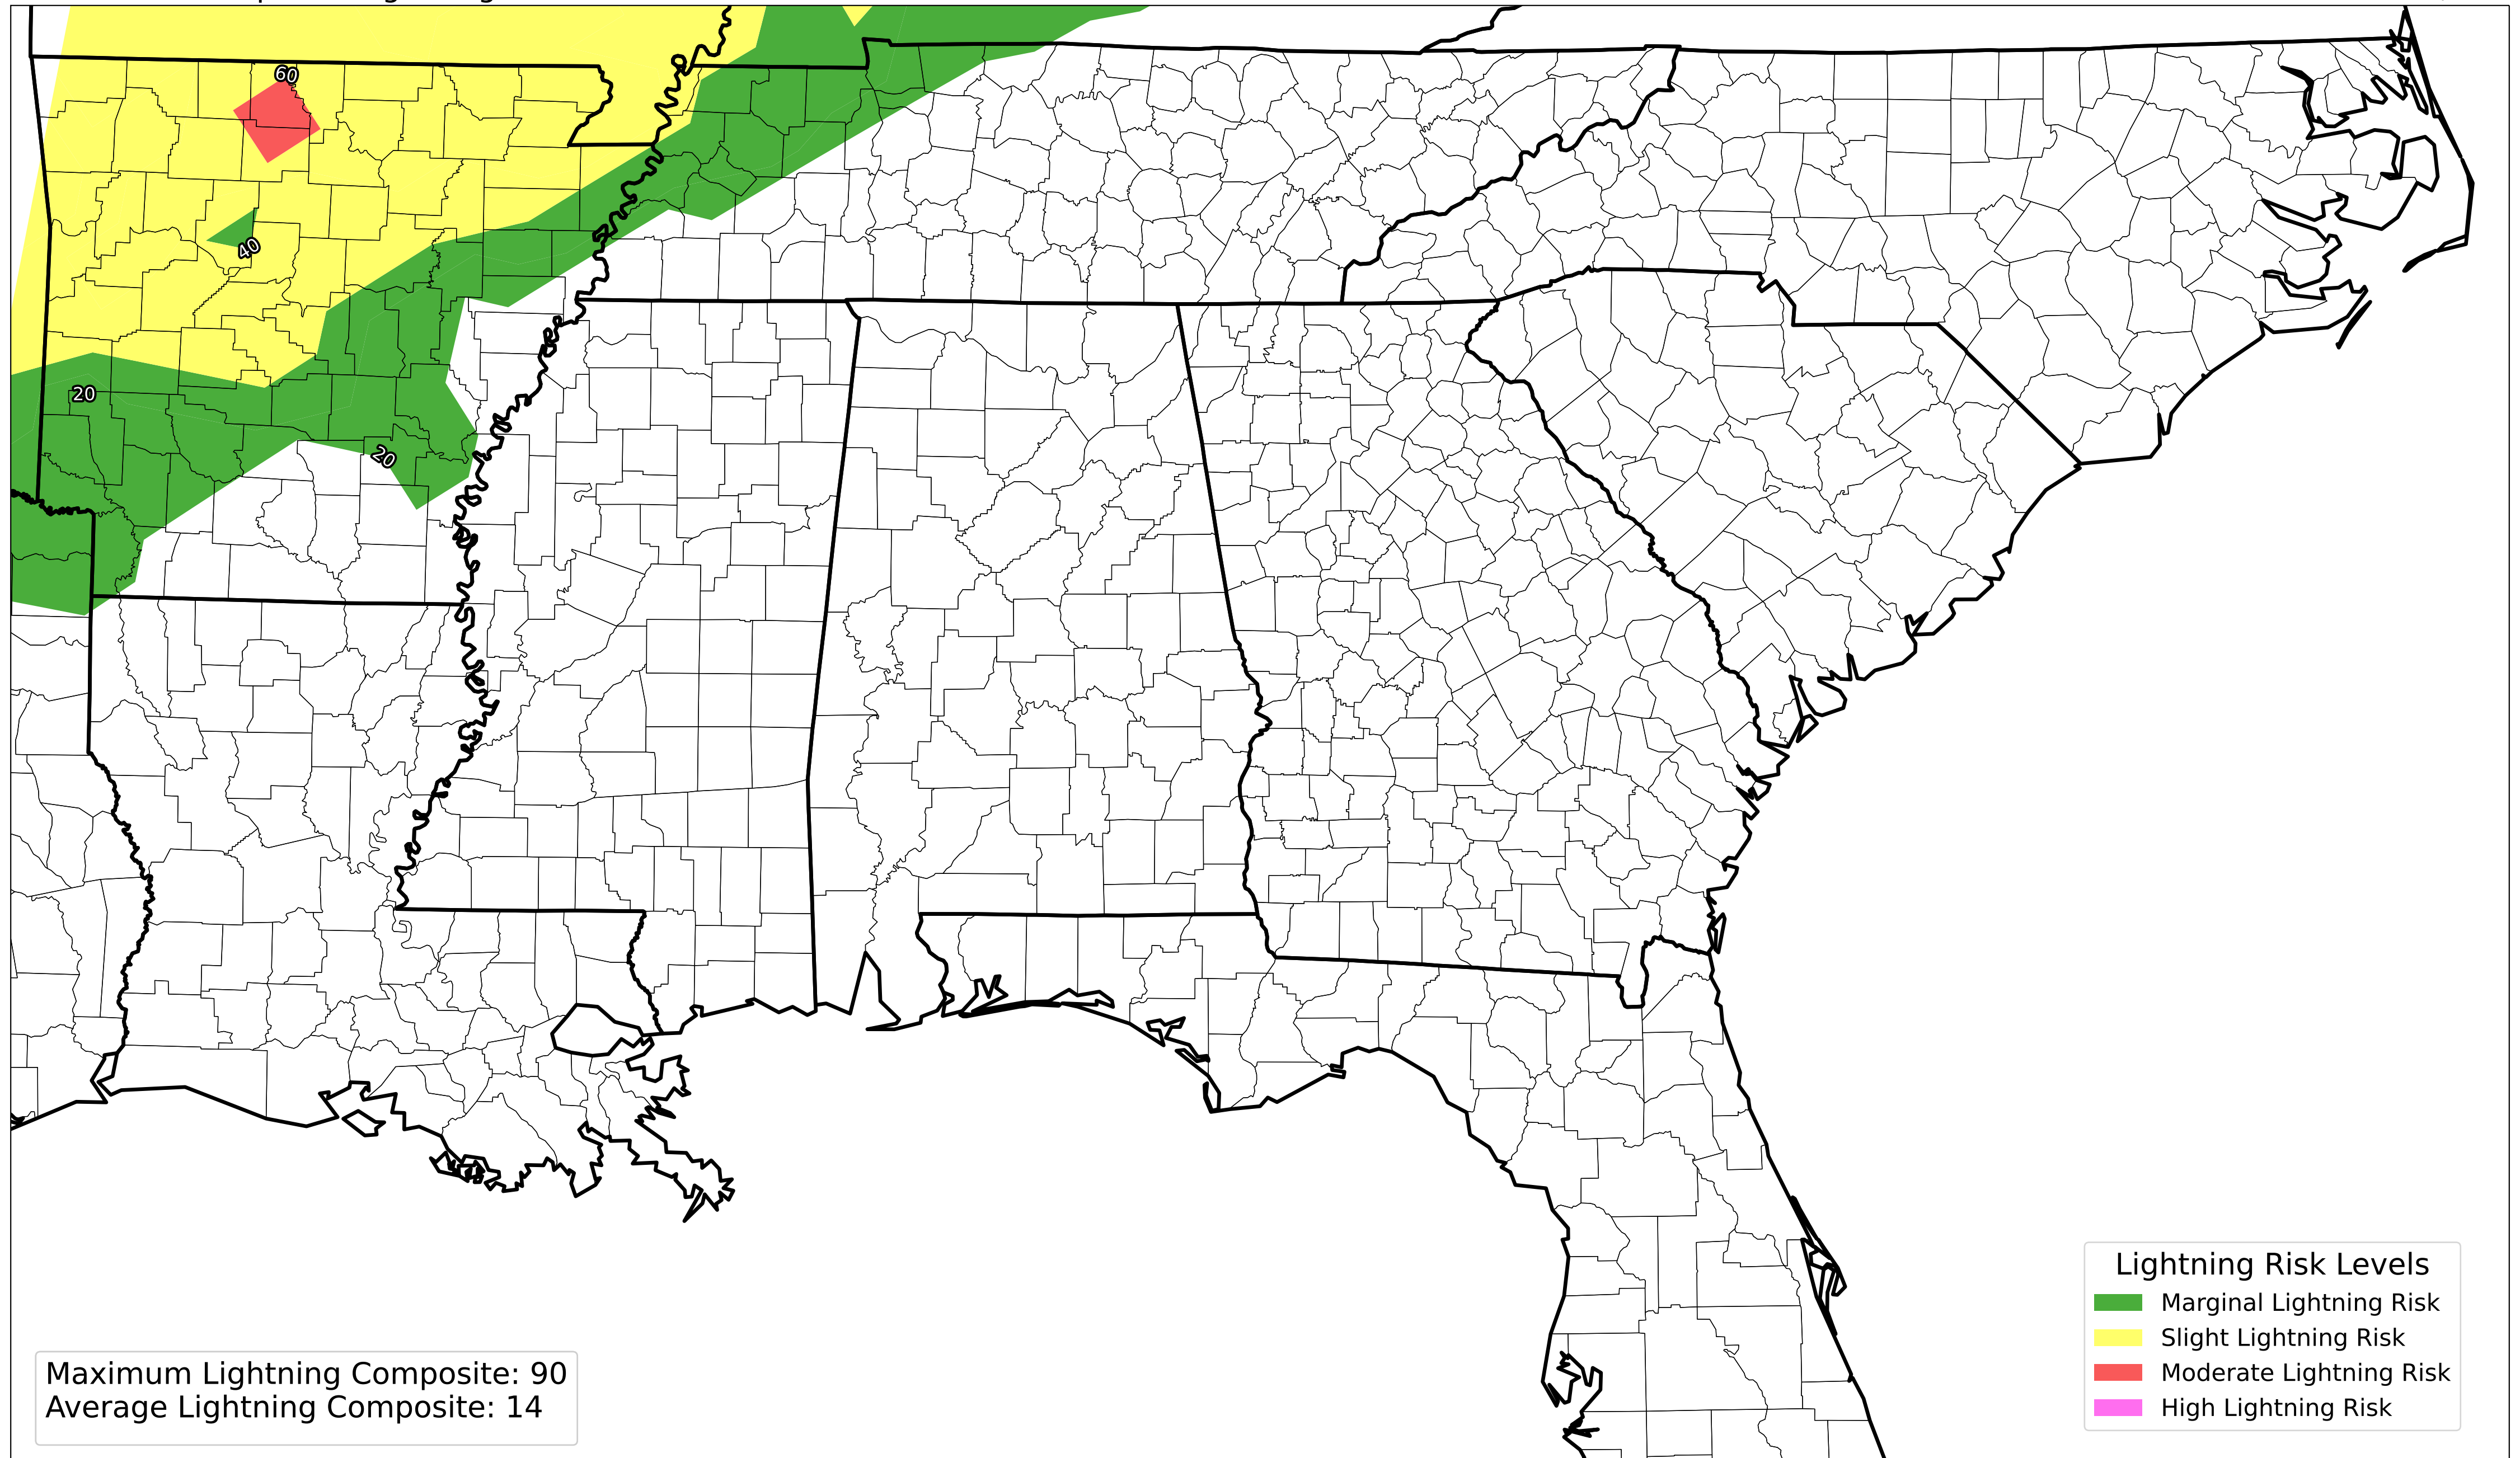 60
40
20
20
Lightning Risk Levels
Marginal Lightning Risk
Slight Lightning Risk
Moderate Lightning Risk
High Lightning Risk
Maximum Lightning Composite: 90
Average Lightning Composite: 14